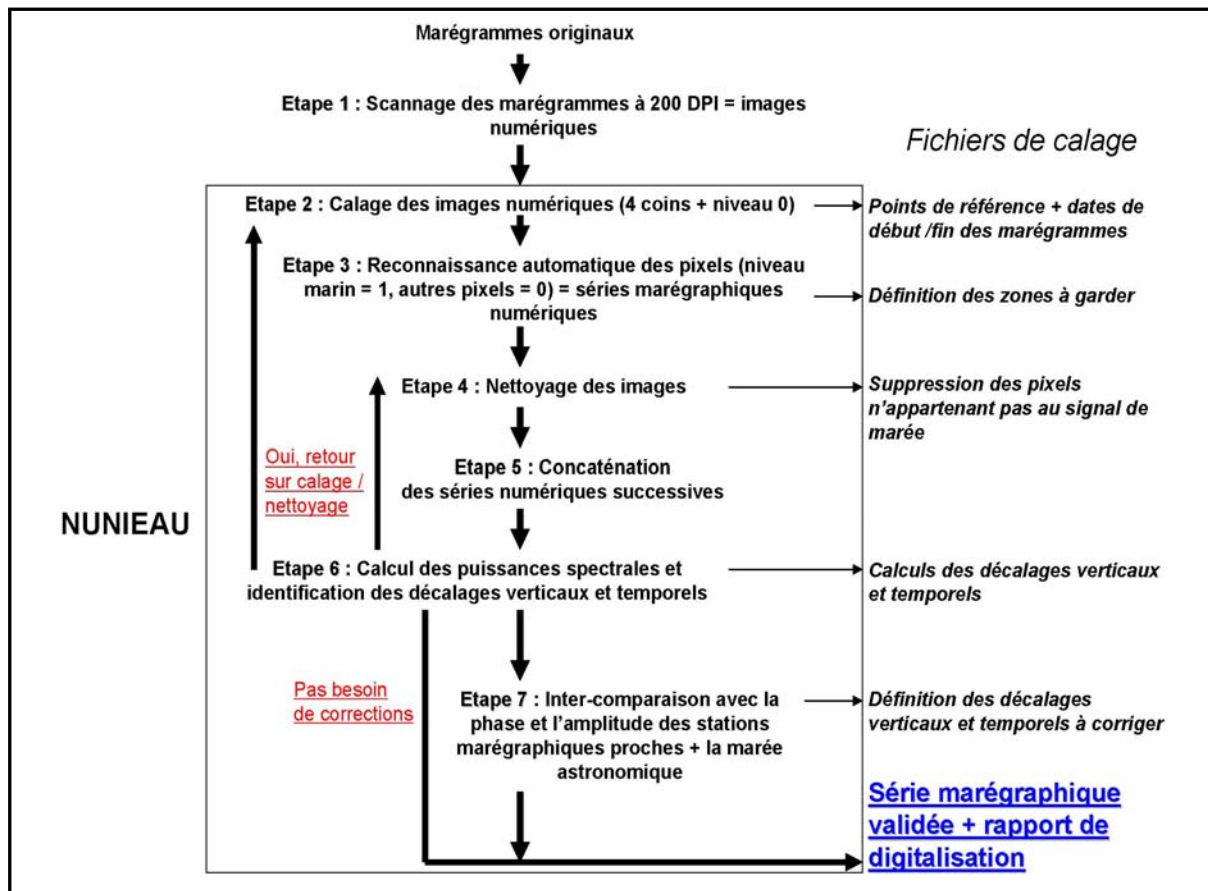 Marégrammes originaux
Etape 1 : Scannage des marégrammes à 200 DPI = images
numériques
Fichiers de calage
Etape 2 : Calage des images numériques (4 coins + niveau 0)
Points de référence + dates de
début /fin des marégrammes
Etape 3 : Reconnaissance automatique des pixels (niveau
marin = 1, autres pixels = 0) = séries marégraphiques
numériques
Définition des zones à garder
Etape 4 : Nettoyage des images
Suppression des pixels
n'appartenant pas au signal de
marée
Oui, retour
sur calage /
nettoyage
Etape 5 : Concaténation
des séries numériques successives
NUNIEAU
Etape 6 : Calcul des puissances spectrales et
identification des décalages verticaux et temporels
Calculs des décalages verticaux
et temporels
Pas besoin
de corrections
Etape 7 : Inter-comparaison avec la
phase et l'amplitude des stations
marégraphiques proches + la marée
astronomique
Définition des décalages
verticaux et temporels à corriger
Série marégraphique
validée + rapport de
digitalisation